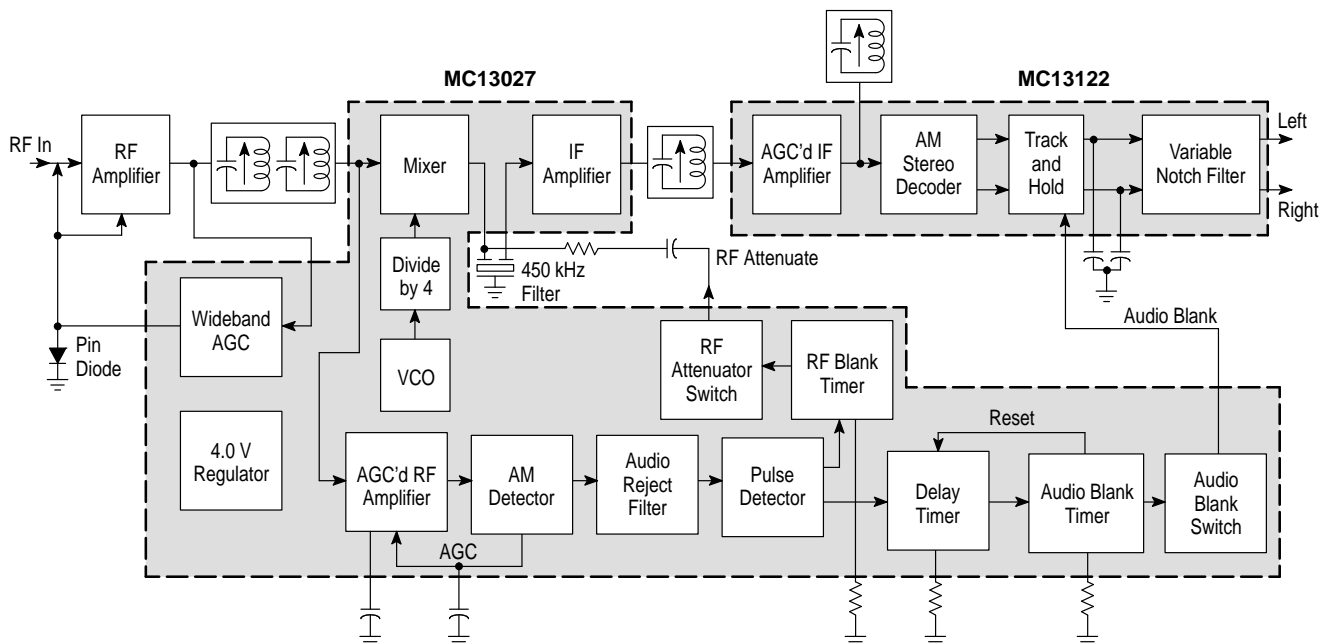 MC13027
MC13122
RF In
RF
Amplifier
Mixer
IF
Amplifier
AGC'd IF
Amplifier
AM
Stereo
Decoder
Track
and
Hold
Variable
Notch Filter
Left
Right
Divide
by 4
450 kHz
Filter
RF Attenuate
Wideband
AGC
Pin
Diode
VCO
RF
Attenuator
Switch
RF Blank
Timer
Audio Blank
4.0 V
Regulator
AGC'd RF
Amplifier
AM
Detector
Audio
Reject
Filter
Pulse
Detector
Reset
Delay
Timer
Audio Blank
Timer
Audio
Blank
Switch
AGC